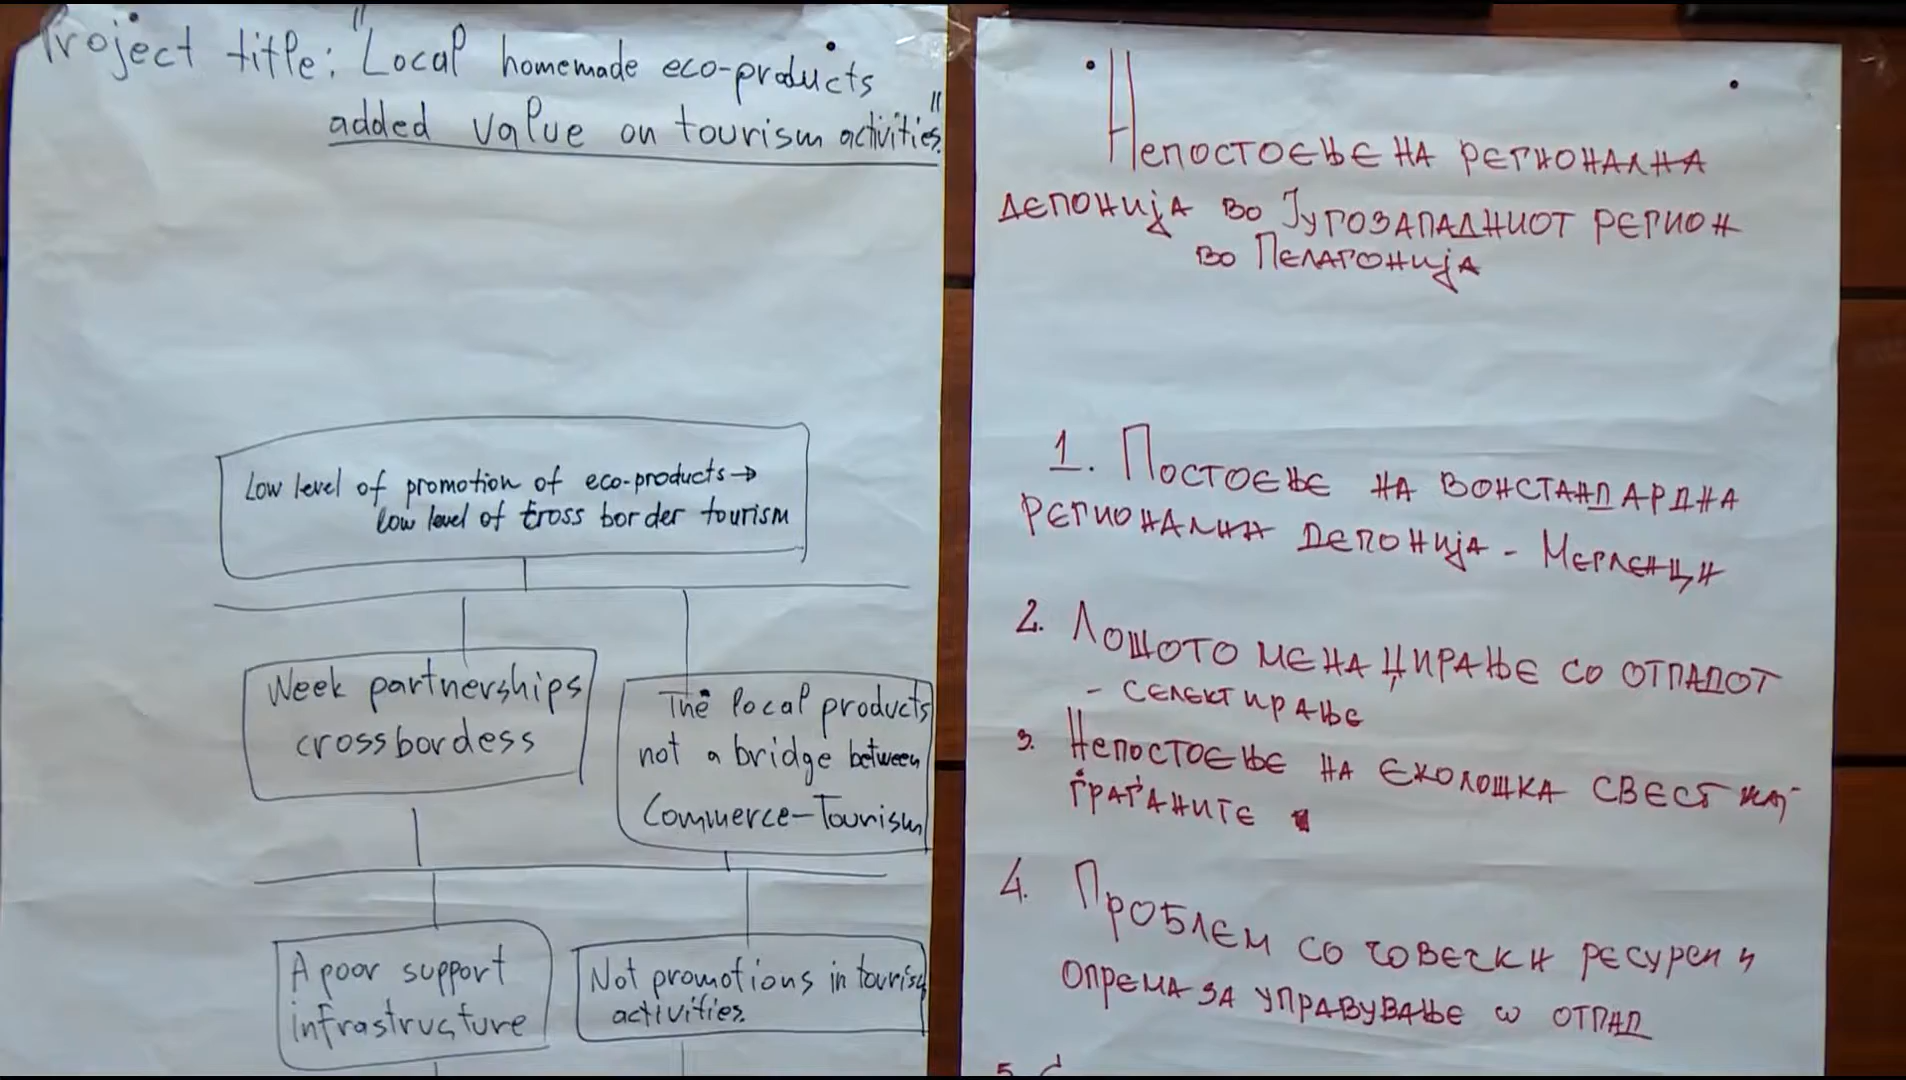 Project title: "Local homemade eco-products
added value on tourism activities."
Low level of promotion of eco-products→
low level of cross border tourism
Week partnerships
crossbordess
The local products
not a bridge between
Commerce-Tourism
A poor support
infrastructure
Not promotions in tourism
activities.
Непостоење на регионална
депонија во Југозападниот регион
во Пелагонија
1. Постоење на вонстандардна
регионални депонија - Мерленци
2. Лошото менаџирање со отпадот
- селектирање
3. Непостоење на еколошка свест кај
граѓаните
4. Проблем со човечки ресурси и
опрема за управување со отпад
5.